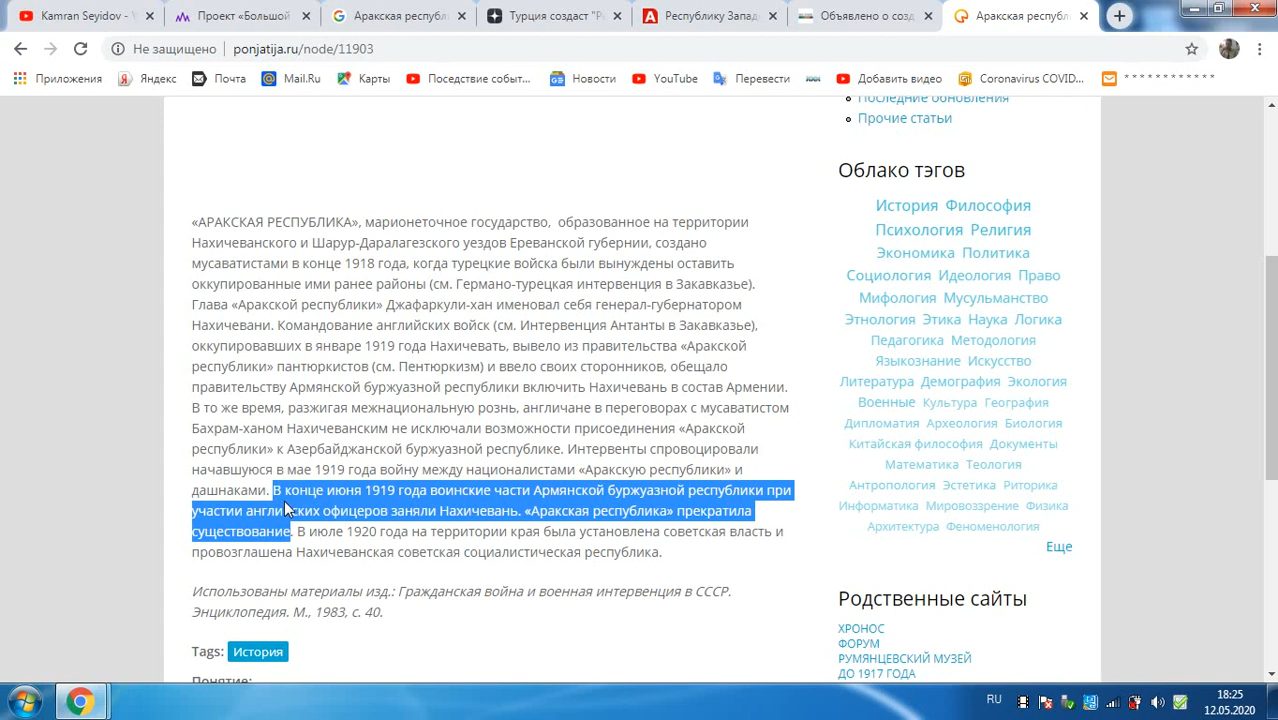 Kamran Seyidov -
Проект «Большой
Аракская республ
Турция создаст "Р
Республику Запад
Объявлено о созд
Аракская республ
Не защищено
ponjatija.ru/node/11903
Приложения
Яндекс
Почта
Mail.Ru
Карты
Поседствие событ...
Новости
YouTube
Перевести
Добавить видео
Coronavirus COVID...
* * * * * * * * * * * *
Последние обновления
Прочие статьи
Облако тэгов
История Философия
Психология Религия
Экономика Политика
Социология Идеология Право
Мифология Мусульманство
Этнология Этика Наука Логика
Педагогика Методология
Языкознание Искусство
Литература Демография Экология
Военные Культура География
Дипломатия Археология Биология
Китайская философия Документы
Математика Теология
Антропология Эстетика Риторика
Информатика Мировоззрение Физика
Архитектура Феноменология
Еще
Родственные сайты
ХРОНОС
ФОРУМ
РУМЯНЦЕВСКИЙ МУЗЕЙ
ДО 1917 ГОДА
«АРАКСКАЯ РЕСПУБЛИКА», марионеточное государство, образованное на территории
Нахичеванского и Шарур-Даралагезского уездов Ереванской губернии, создано
мусаватистами в конце 1918 года, когда турецкие войска были вынуждены оставить
оккупированные ими ранее районы (см. Германо-турецкая интервенция в Закавказье).
Глава «Аракской республики» Джафаркули-хан именовал себя генерал-губернатором
Нахичевани. Командование английских войск (см. Интервенция Антанты в Закавказье),
оккупировавших в январе 1919 года Нахичевать, вывело из правительства «Аракской
республики» пантюркистов (см. Пентюркизм) и ввело своих сторонников, обещало
правительству Армянской буржуазной республики включить Нахичевань в состав Армении.
В то же время, разжигая межнациональную рознь, англичане в переговорах с мусаватистом
Бахрам-ханом Нахичеванским не исключали возможности присоединения «Аракской
республики» к Азербайджанской буржуазной республике. Интервенты спровоцировали
начавшуюся в мае 1919 года войну между националистами «Аракскую республики» и
дашнаками. В конце июня 1919 года воинские части Армянской буржуазной республики при
участии английских офицеров заняли Нахичевань. «Аракская республика» прекратила
существование. В июле 1920 года на территории края была установлена советская власть и
провозглашена Нахичеванская советская социалистическая республика.
Использованы материалы изд.: Гражданская война и военная интервенция в СССР.
Энциклопедия. М., 1983, с. 40.
Tags: История
Понятие:
RU
18:25
12.05.2020